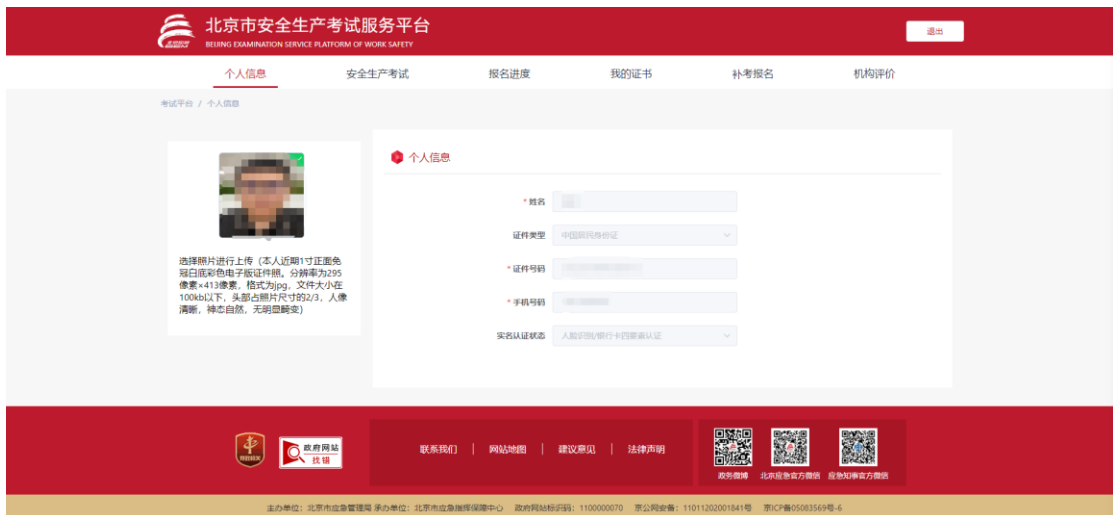 北京市安全生产考试服务平台
BEIJING EXAMINATION SERVICE PLATFORM OF WORK SAFETY
退出
个人信息
安全生产考试
报名进度
我的证书
补考报名
机构评价
考试平台 / 个人信息
选择照片进行上传（本人近期1寸正面免
冠白底彩色电子版证件照。分辨率为295
像素×413像素，格式为jpg，文件大小在
100kb以下，头部占照片尺寸的2/3，人像
清晰，神态自然，无明显畸变）
个人信息
* 姓名
证件类型 中国居民身份证
* 证件号码
* 手机号码
实名认证状态 人脸识别/银行卡四要素认证
政府网站
找错
联系我们 | 网站地图 | 建议意见 | 法律声明
政务微博
北京应急官方微信
应急知事官方微信
主办单位：北京市应急管理局 承办单位：北京市应急指挥保障中心 政府网站标识码：1100000070 京公网安备：11011202001841号 京ICP备05083569号-6